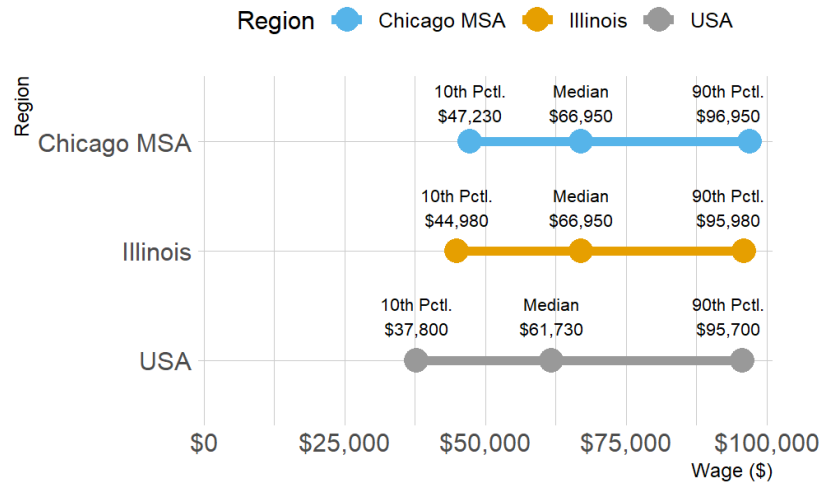 Region Chicago MSA Illinois USA
Region
10th Pctl. Median 90th Pctl.
$47,230 $66,950 $96,950
Chicago MSA
10th Pctl. Median 90th Pctl.
$44,980 $66,950 $95,980
Illinois
10th Pctl. Median 90th Pctl.
$37,800 $61,730 $95,700
USA
$0 $25,000 $50,000 $75,000 $100,000
Wage ($)